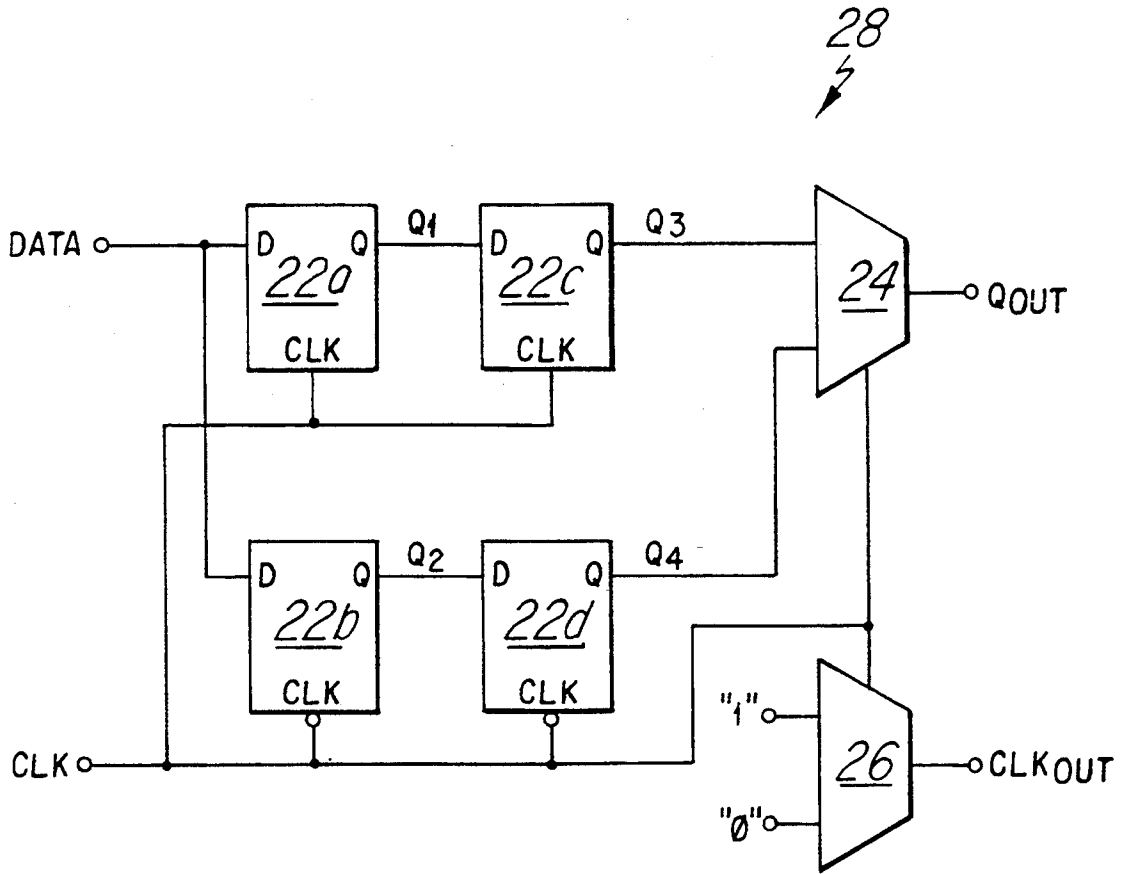 28
DATA
D Q
22a
CLK
Q1
D Q
22c
CLK
Q3
24
QOUT
D Q
22b
CLK
Q2
D Q
22d
CLK
Q4
CLK
"1"
"0"
26
CLKOUT